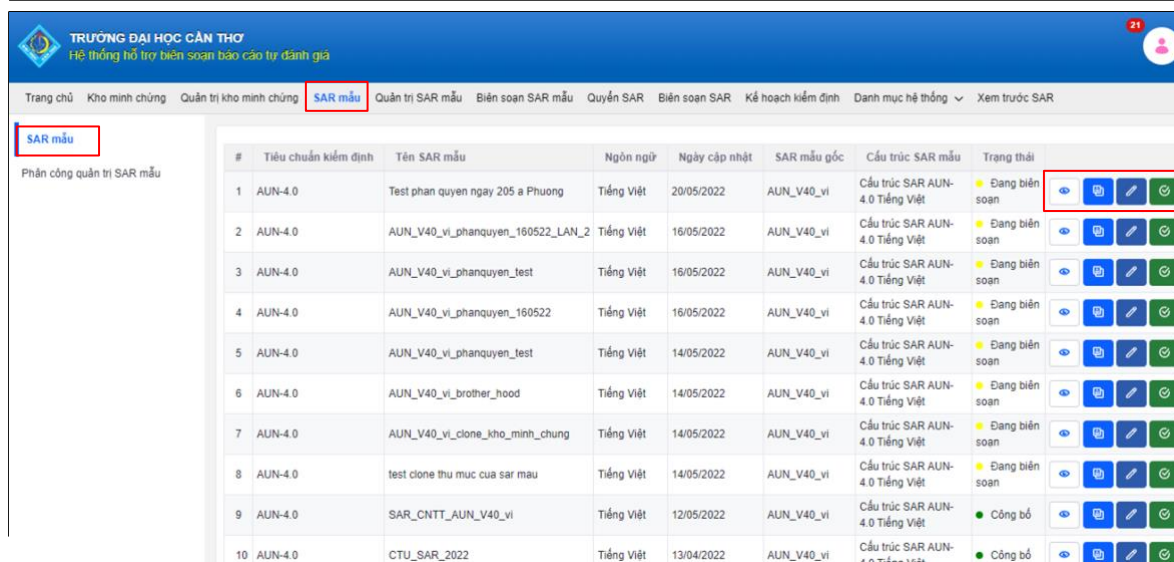 21
TRƯỜNG ĐẠI HỌC CẦN THƠ
Hệ thống hỗ trợ biên soạn báo cáo tự đánh giá
Trang chủ Kho minh chứng Quản trị kho minh chứng SAR mẫu Quản trị SAR mẫu Biên soạn SAR mẫu Quyển SAR Biên soạn SAR Kế hoạch kiểm định Danh mục hệ thống Xem trước SAR
SAR mẫu
Phân công quản trị SAR mẫu
# Tiêu chuẩn kiểm định Tên SAR mẫu Ngôn ngữ Ngày cập nhật SAR mẫu gốc Cấu trúc SAR mẫu Trạng thái
1 AUN-4.0 Test phan quyen ngay 205 a Phuong Tiếng Việt 20/05/2022 AUN_V40_vi Cấu trúc SAR AUN- Đang biên
4.0 Tiếng Việt soạn
2 AUN-4.0 AUN_V40_vi_phanquyen_160522_LAN_2 Tiếng Việt 16/05/2022 AUN_V40_vi Cấu trúc SAR AUN- Đang biên
4.0 Tiếng Việt soạn
3 AUN-4.0 AUN_V40_vi_phanquyen_test Tiếng Việt 16/05/2022 AUN_V40_vi Cấu trúc SAR AUN- Đang biên
4.0 Tiếng Việt soạn
4 AUN-4.0 AUN_V40_vi_phanquyen_160522 Tiếng Việt 16/05/2022 AUN_V40_vi Cấu trúc SAR AUN- Đang biên
4.0 Tiếng Việt soạn
5 AUN-4.0 AUN_V40_vi_phanquyen_test Tiếng Việt 14/05/2022 AUN_V40_vi Cấu trúc SAR AUN- Đang biên
4.0 Tiếng Việt soạn
6 AUN-4.0 AUN_V40_vi_brother_hood Tiếng Việt 14/05/2022 AUN_V40_vi Cấu trúc SAR AUN- Đang biên
4.0 Tiếng Việt soạn
7 AUN-4.0 AUN_V40_vi_clone_kho_minh_chung Tiếng Việt 14/05/2022 AUN_V40_vi Cấu trúc SAR AUN- Đang biên
4.0 Tiếng Việt soạn
8 AUN-4.0 test clone thu muc cua sar mau Tiếng Việt 14/05/2022 AUN_V40_vi Cấu trúc SAR AUN- Đang biên
4.0 Tiếng Việt soạn
9 AUN-4.0 SAR_CNTT_AUN_V40_vi Tiếng Việt 12/05/2022 AUN_V40_vi Cấu trúc SAR AUN- Công bố
4.0 Tiếng Việt
10 AUN-4.0 CTU_SAR_2022 Tiếng Việt 13/04/2022 AUN_V40_vi Cấu trúc SAR AUN- Công bố
4.0 Tiếng Việt